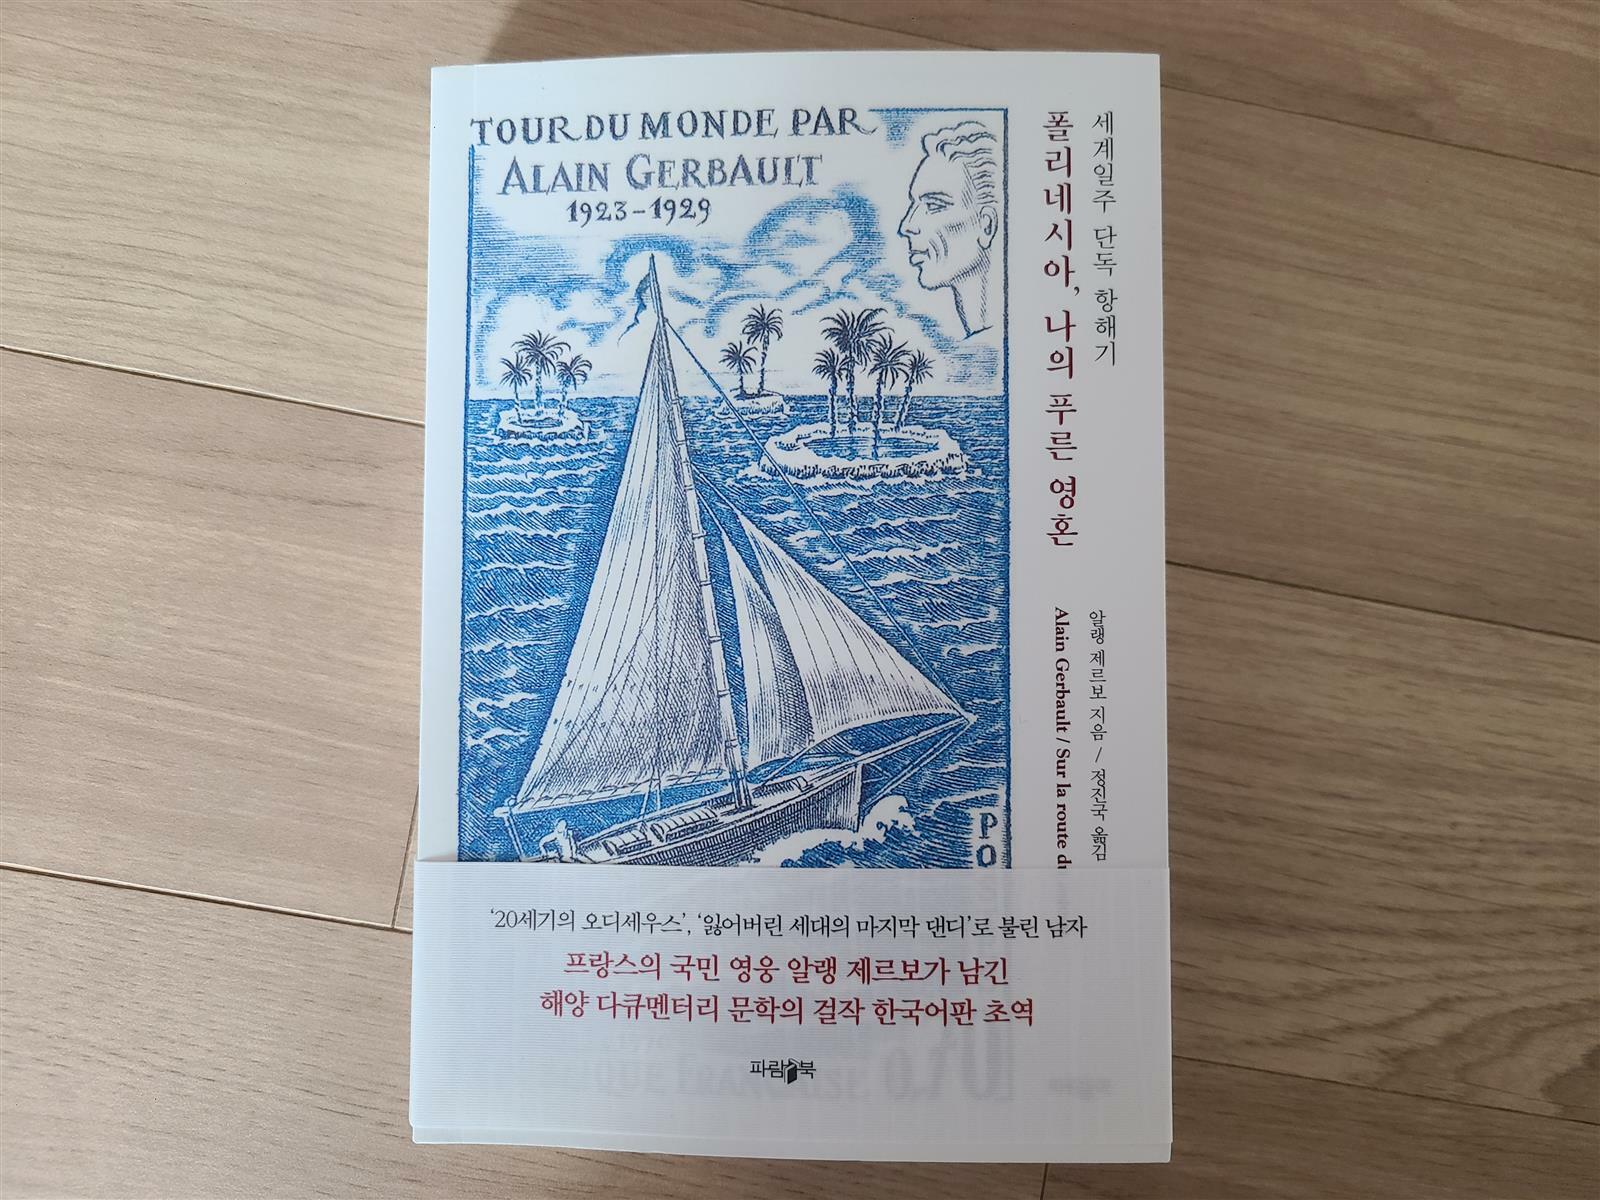 TOUR DU MONDE PAR
ALAIN GERBAULT
1923-1929
세계일주 단독 항해기
폴리네시아, 나의 푸른 영혼
알랭 제르보 지음 / 정진국 옮김
Alain Gerbault / Sur la route du
PO
'20세기의 오디세우스', '잃어버린 세대의 마지막 댄디'로 불린 남자
프랑스의 국민 영웅 알랭 제르보가 남긴
해양 다큐멘터리 문학의 걸작 한국어판 초역
파람북